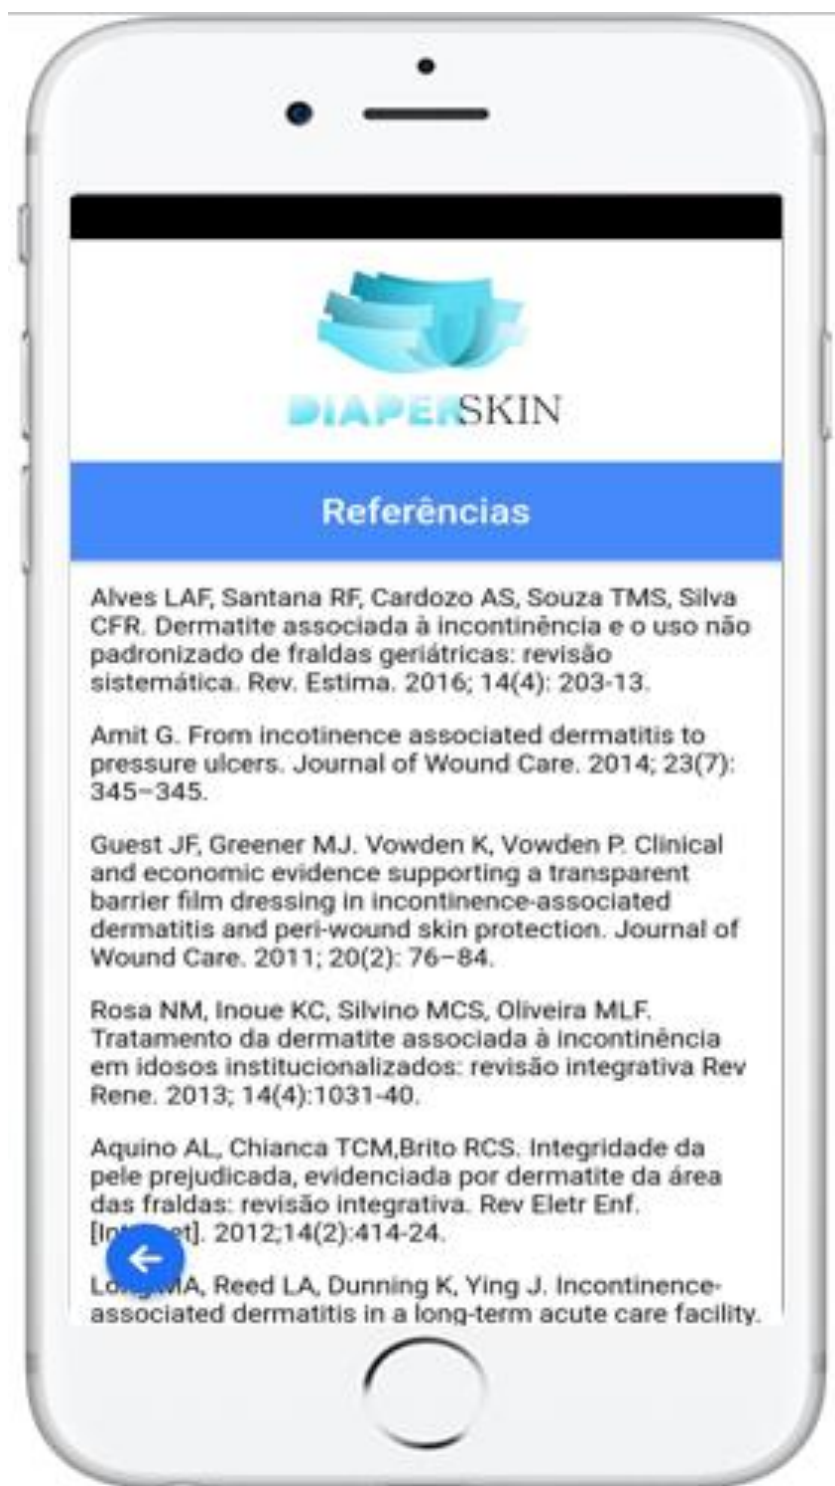 DIAPERSKIN
Referências
Alves LAF, Santana RF, Cardozo AS, Souza TMS, Silva
CFR. Dermatite associada à incontinência e o uso não
padronizado de fraldas geriátricas: revisão
sistemática. Rev. Estima. 2016; 14(4): 203-13.
Amit G. From incotinence associated dermatitis to
pressure ulcers. Journal of Wound Care. 2014; 23(7):
345–345.
Guest JF, Greener MJ. Vowden K, Vowden P. Clinical
and economic evidence supporting a transparent
barrier film dressing in incontinence-associated
dermatitis and peri-wound skin protection. Journal of
Wound Care. 2011; 20(2): 76–84.
Rosa NM, Inoue KC, Silvino MCS, Oliveira MLF.
Tratamento da dermatite associada à incontinência
em idosos institucionalizados: revisão integrativa Rev
Rene. 2013; 14(4):1031-40.
Aquino AL, Chianca TCM,Brito RCS. Integridade da
pele prejudicada, evidenciada por dermatite da área
das fraldas: revisão integrativa. Rev Eletr Enf.
2012;14(2):414-24.
Reed LA, Dunning K, Ying J. Incontinence-
associated dermatitis in a long-term acute care facility.